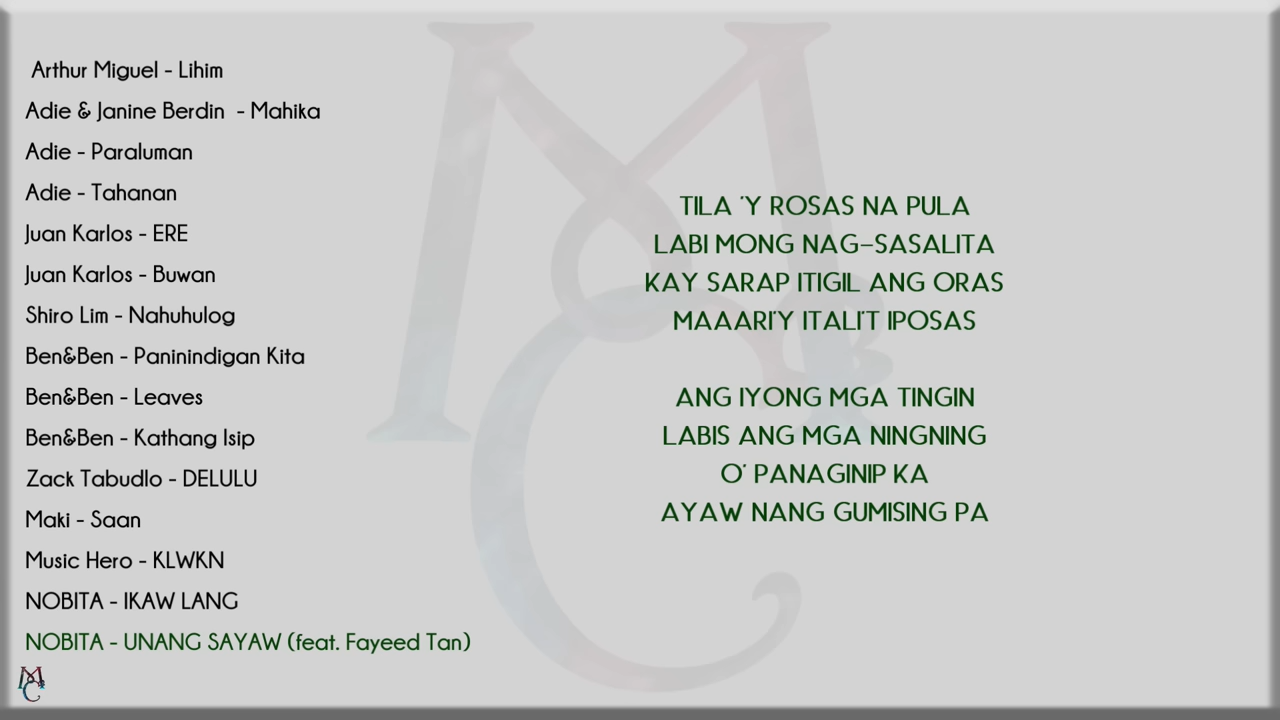 Arthur Miguel - Lihim
Adie & Janine Berdin - Mahika
Adie - Paraluman
Adie - Tahanan
Juan Karlos - ERE
Juan Karlos - Buwan
Shiro Lim - Nahuhulog
Ben&Ben - Paninindigan Kita
Ben&Ben - Leaves
Ben&Ben - Kathang Isip
Zack Tabudlo - DELULU
Maki - Saan
Music Hero - KLWKN
NOBITA - IKAW LANG
NOBITA - UNANG SAYAW (feat. Fayeed Tan)
TILA 'Y ROSAS NA PULA
LABI MONG NAG-SASALITA
KAY SARAP ITIGIL ANG ORAS
MAAARI'Y ITALI'T IPOSAS
ANG IYONG MGA TINGIN
LABIS ANG MGA NINGNING
O' PANAGINIP KA
AYAW NANG GUMISING PA
MC